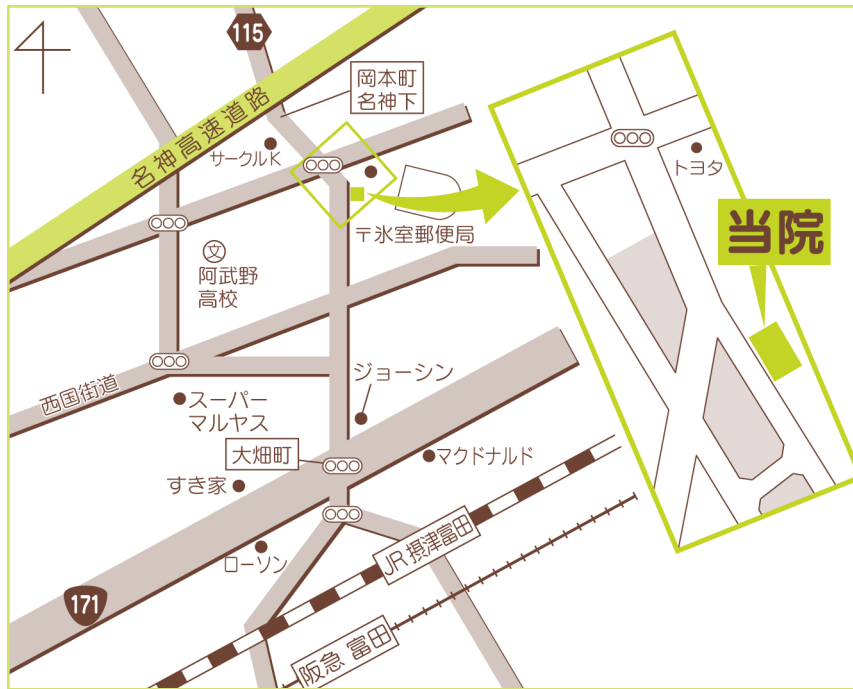 115
岡本町
名神下
名神高速道路
サークルK
トヨタ
当院
〒氷室郵便局
文
阿武野
高校
西国街道
スーパー
マルヤス
ジョーシン
大畑町
マクドナルド
すき家
ローソン
JR 摂津富田
171
阪急 富田